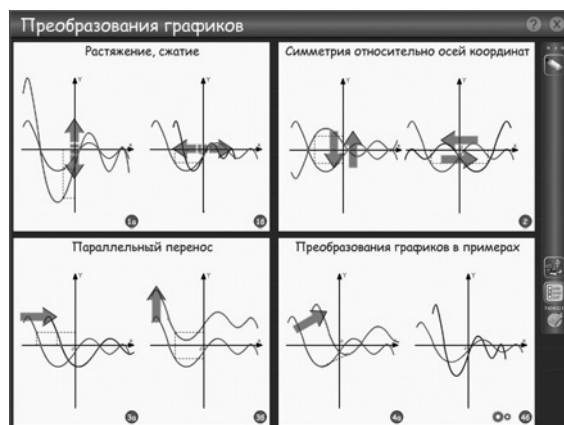 Преобразования графиков
Растяжение, сжатие
Симметрия относительно осей координат
Y
Y
Y
Y
1а
1б
2
Параллельный перенос
Преобразования графиков в примерах
Y
Y
Y
Y
3а
3б
4а
4б